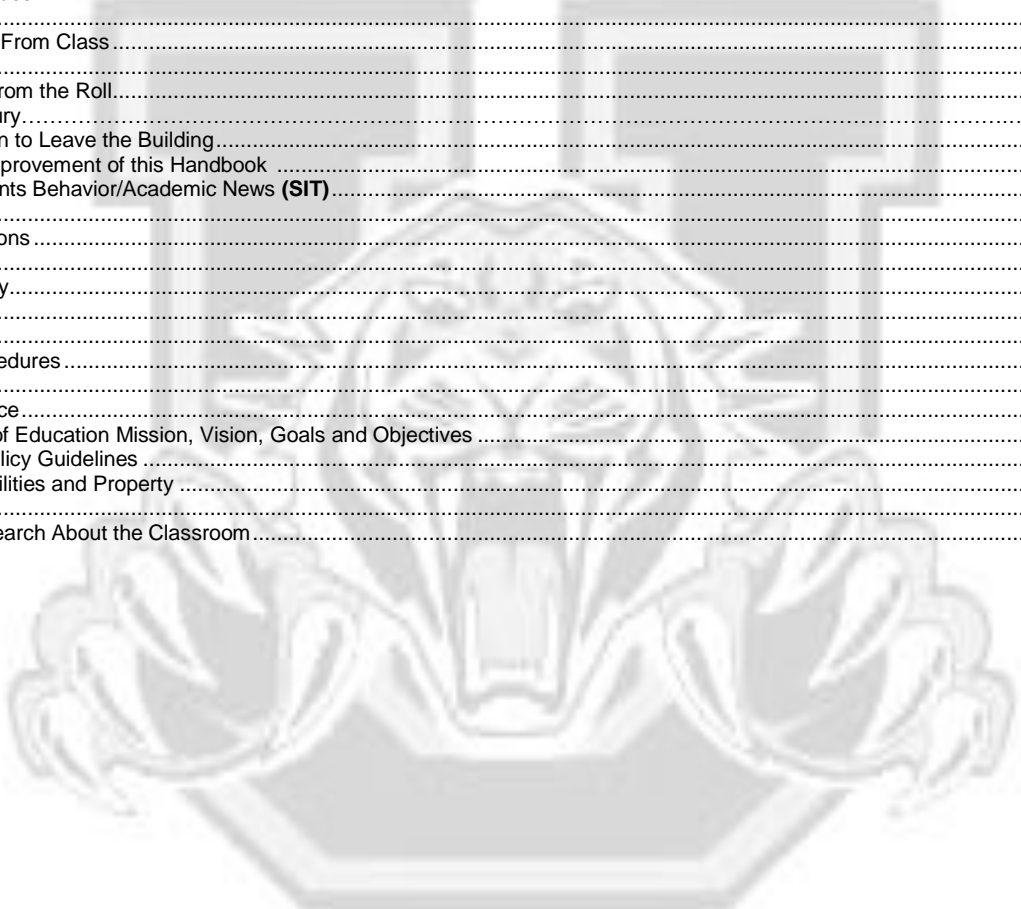 ....................
From Class....................
....................
rom the Roll....................
ury....................
n to Leave the Building....................
provement of this Handbook ....................
nts Behavior/Academic News (SIT)....................
....................
ons....................
....................
y....................
....................
....................
edures....................
....................
ce....................
of Education Mission, Vision, Goals and Objectives ....................
licy Guidelines ....................
ilities and Property ....................
....................
earch About the Classroom....................